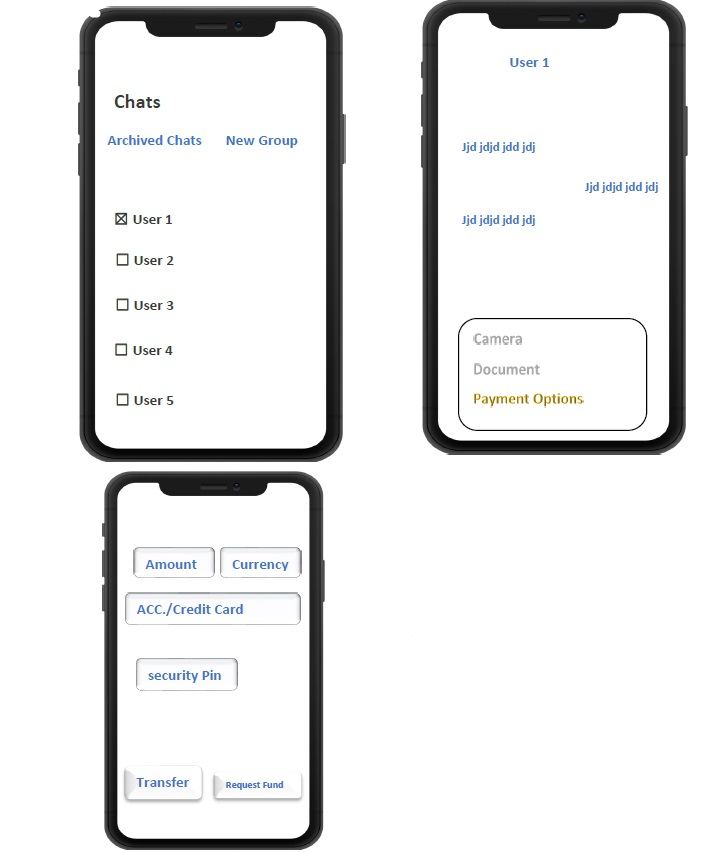 Chats
Archived Chats New Group
☒ User 1
☐ User 2
☐ User 3
☐ User 4
☐ User 5
User 1
Jjd jdjd jdd jdj
Jjd jdjd jdd jdj
Jjd jdjd jdd jdj
Camera
Document
Payment Options
Amount Currency
ACC./Credit Card
security Pin
Transfer Request Fund